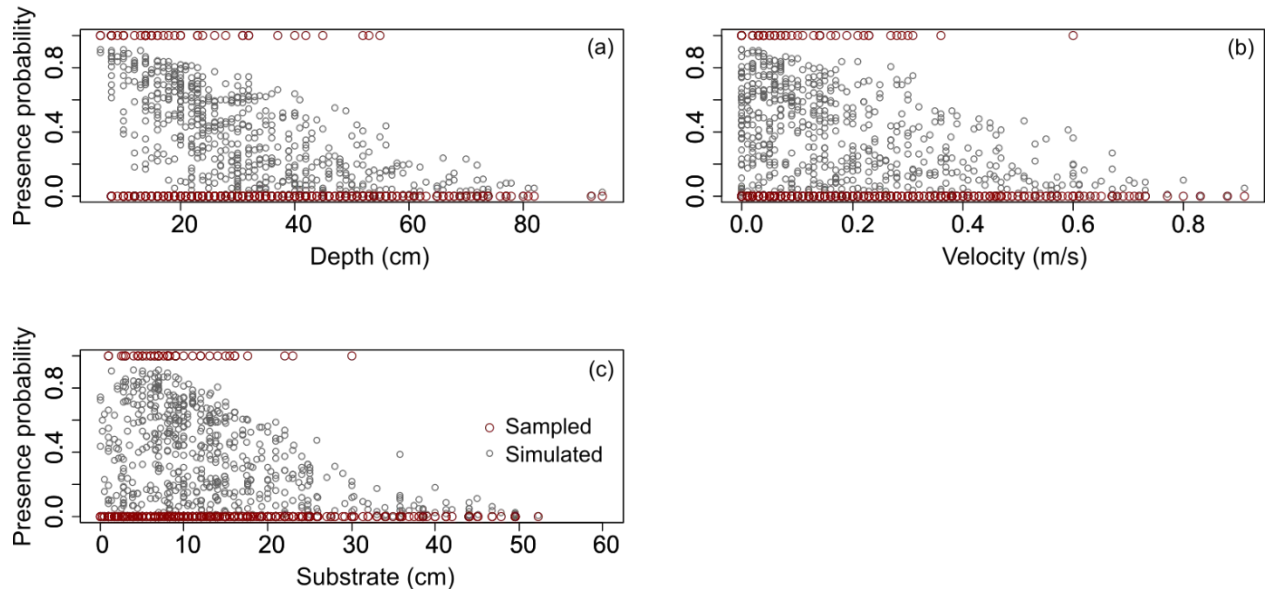 Presence probability
0.0 0.4 0.8
(a)
20 40 60 80
Depth (cm)
Presence probability
0.0 0.4 0.8
(b)
0.0 0.2 0.4 0.6 0.8
Velocity (m/s)
Presence probability
0.0 0.4 0.8
(c)
Sampled
Simulated
0 10 20 30 40 50 60
Substrate (cm)